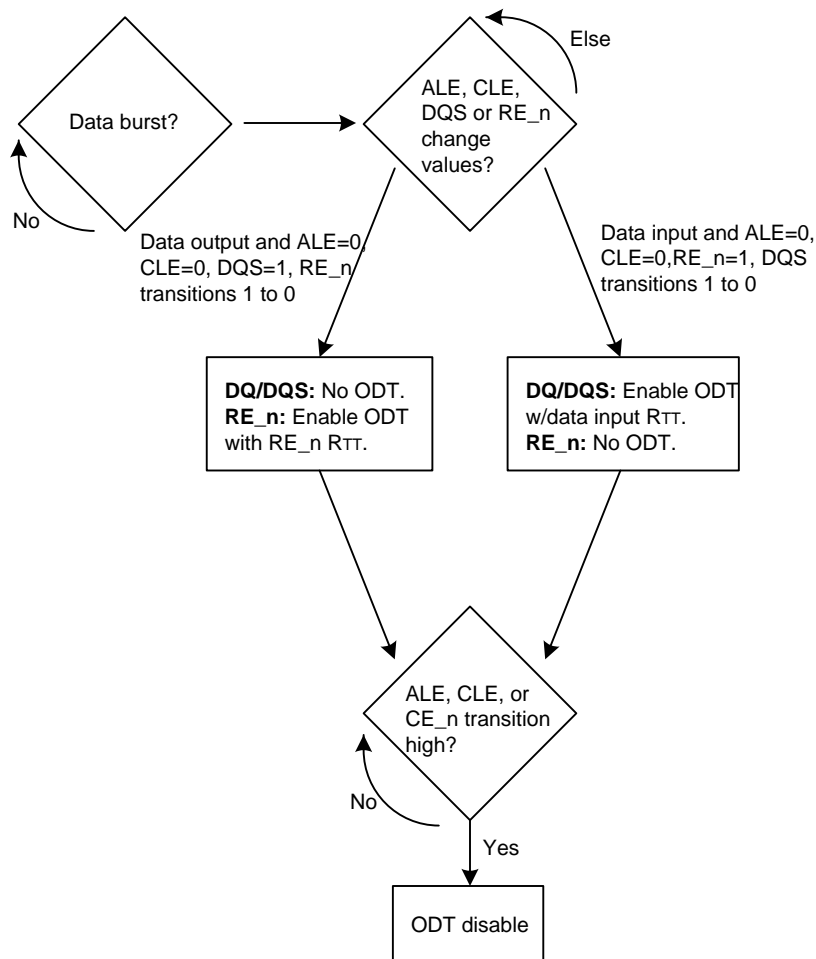 Else
ALE, CLE,
DQS or RE_n
change
values?
Data burst?
No
Data output and ALE=0,
CLE=0, DQS=1, RE_n
transitions 1 to 0
Data input and ALE=0,
CLE=0,RE_n=1, DQS
transitions 1 to 0
DQ/DQS: No ODT.
RE_n: Enable ODT
with RE_n RTT.
DQ/DQS: Enable ODT
w/data input RTT.
RE_n: No ODT.
ALE, CLE, or
CE_n transition
high?
No
Yes
ODT disable